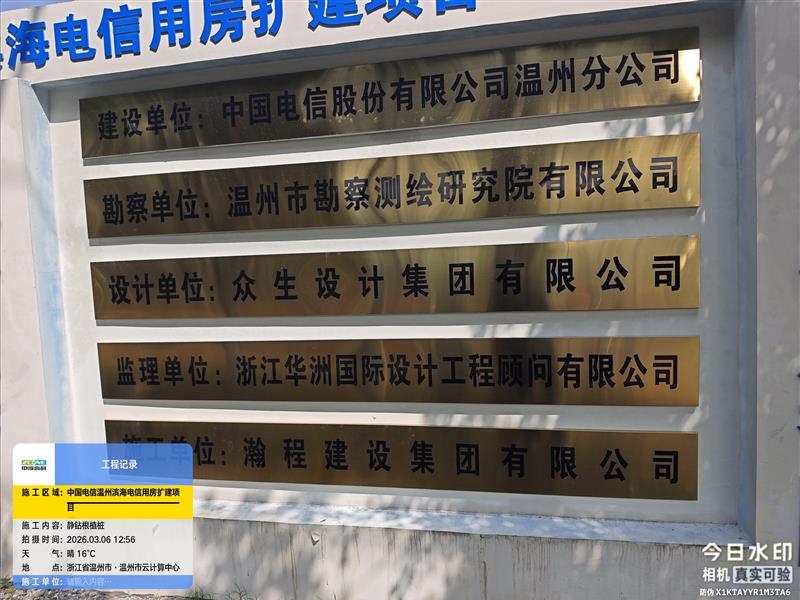 海电信用房扩建项目
建设单位：中国电信股份有限公司温州分公司
勘察单位：温州市勘察测绘研究院有限公司
设计单位：众生设计集团有限公司
监理单位：浙江华洲国际设计工程顾问有限公司
施工单位：瀚程建设集团有限公司
工程记录
施工区域：中国电信温州滨海电信用房扩建项
目
施工内容：静钻根植桩
拍摄时间：2026.03.06 12:56
天气：晴 16°C
地点：浙江省温州市·温州市云计算中心
施工单位：请输入内容…
今日水印
相机 真实可验
防伪 X1KTAYYR1M3TA6